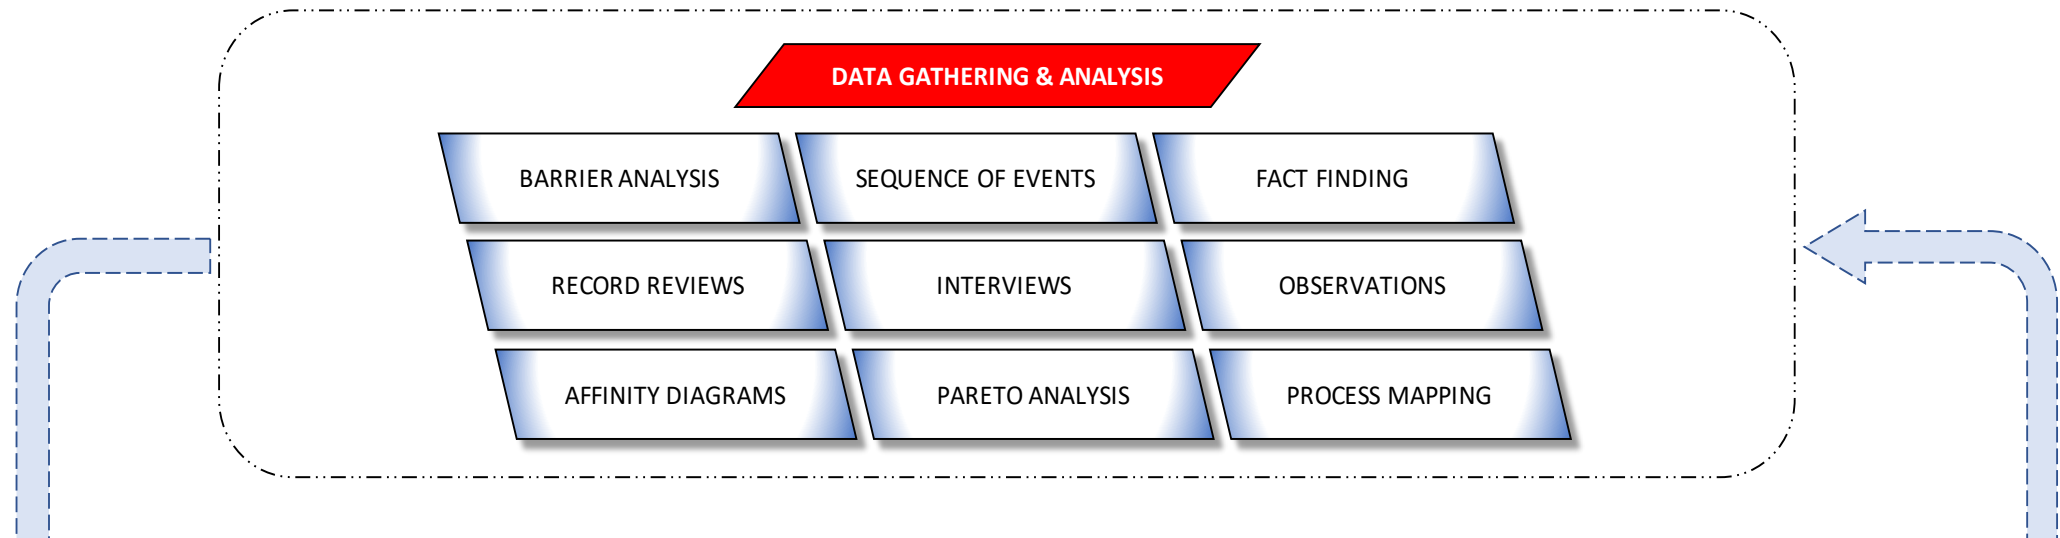 DATA GATHERING & ANALYSIS
BARRIER ANALYSIS
SEQUENCE OF EVENTS
FACT FINDING
RECORD REVIEWS
INTERVIEWS
OBSERVATIONS
AFFINITY DIAGRAMS
PARETO ANALYSIS
PROCESS MAPPING